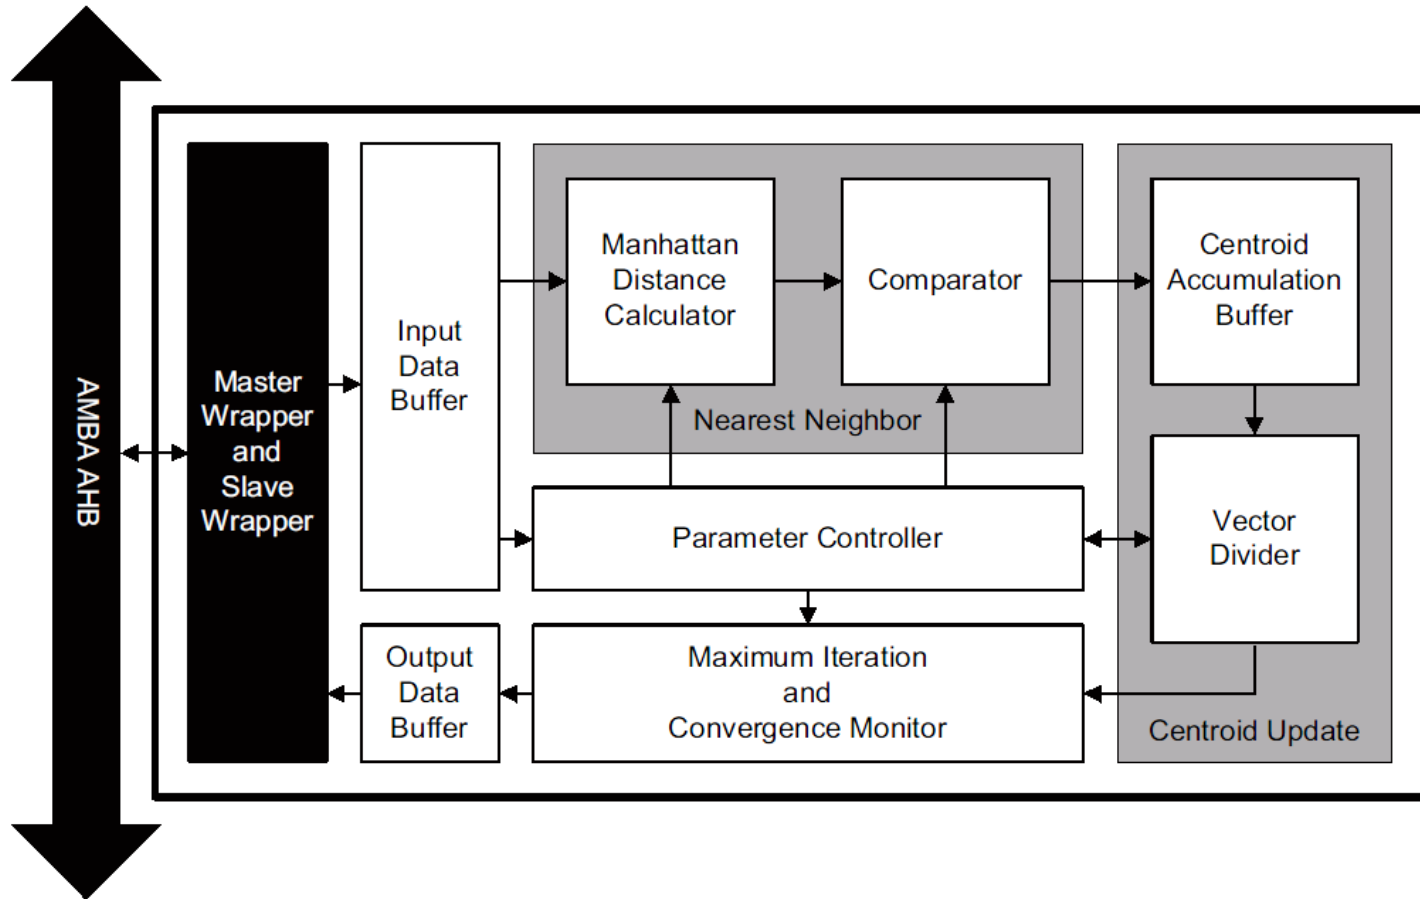 AMBA AHB
Master
Wrapper
and
Slave
Wrapper
Input
Data
Buffer
Manhattan
Distance
Calculator
Comparator
Nearest Neighbor
Centroid
Accumulation
Buffer
Parameter Controller
Vector
Divider
Output
Data
Buffer
Maximum Iteration
and
Convergence Monitor
Centroid Update